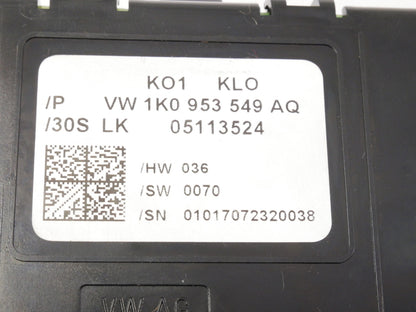 KO1 KLO
/P VW 1K0 953 549 AQ
/30S LK 05113524
/HW 036
/SW 0070
/SN 01017072320038
VW AG